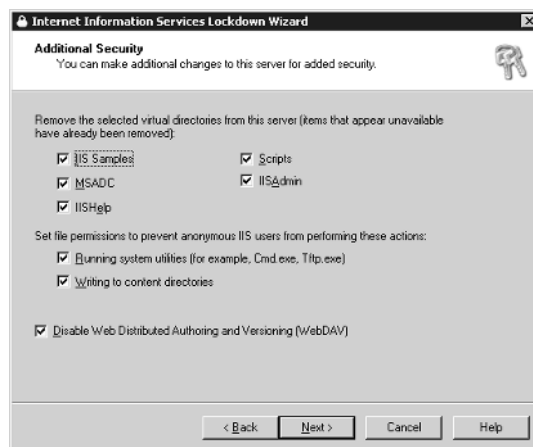 Internet Information Services Lockdown Wizard
Additional Security
You can make additional changes to this server for added security.
Remove the selected virtual directories from this server (items that appear unavailable
have already been removed):
IIS Samples
Scripts
MSADC
IISAdmin
IISHelp
Set file permissions to prevent anonymous IIS users from performing these actions:
Running system utilities (for example, Cmd.exe, Tftp.exe)
Writing to content directories
Disable Web Distributed Authoring and Versioning (WebDAV)
< Back
Next >
Cancel
Help